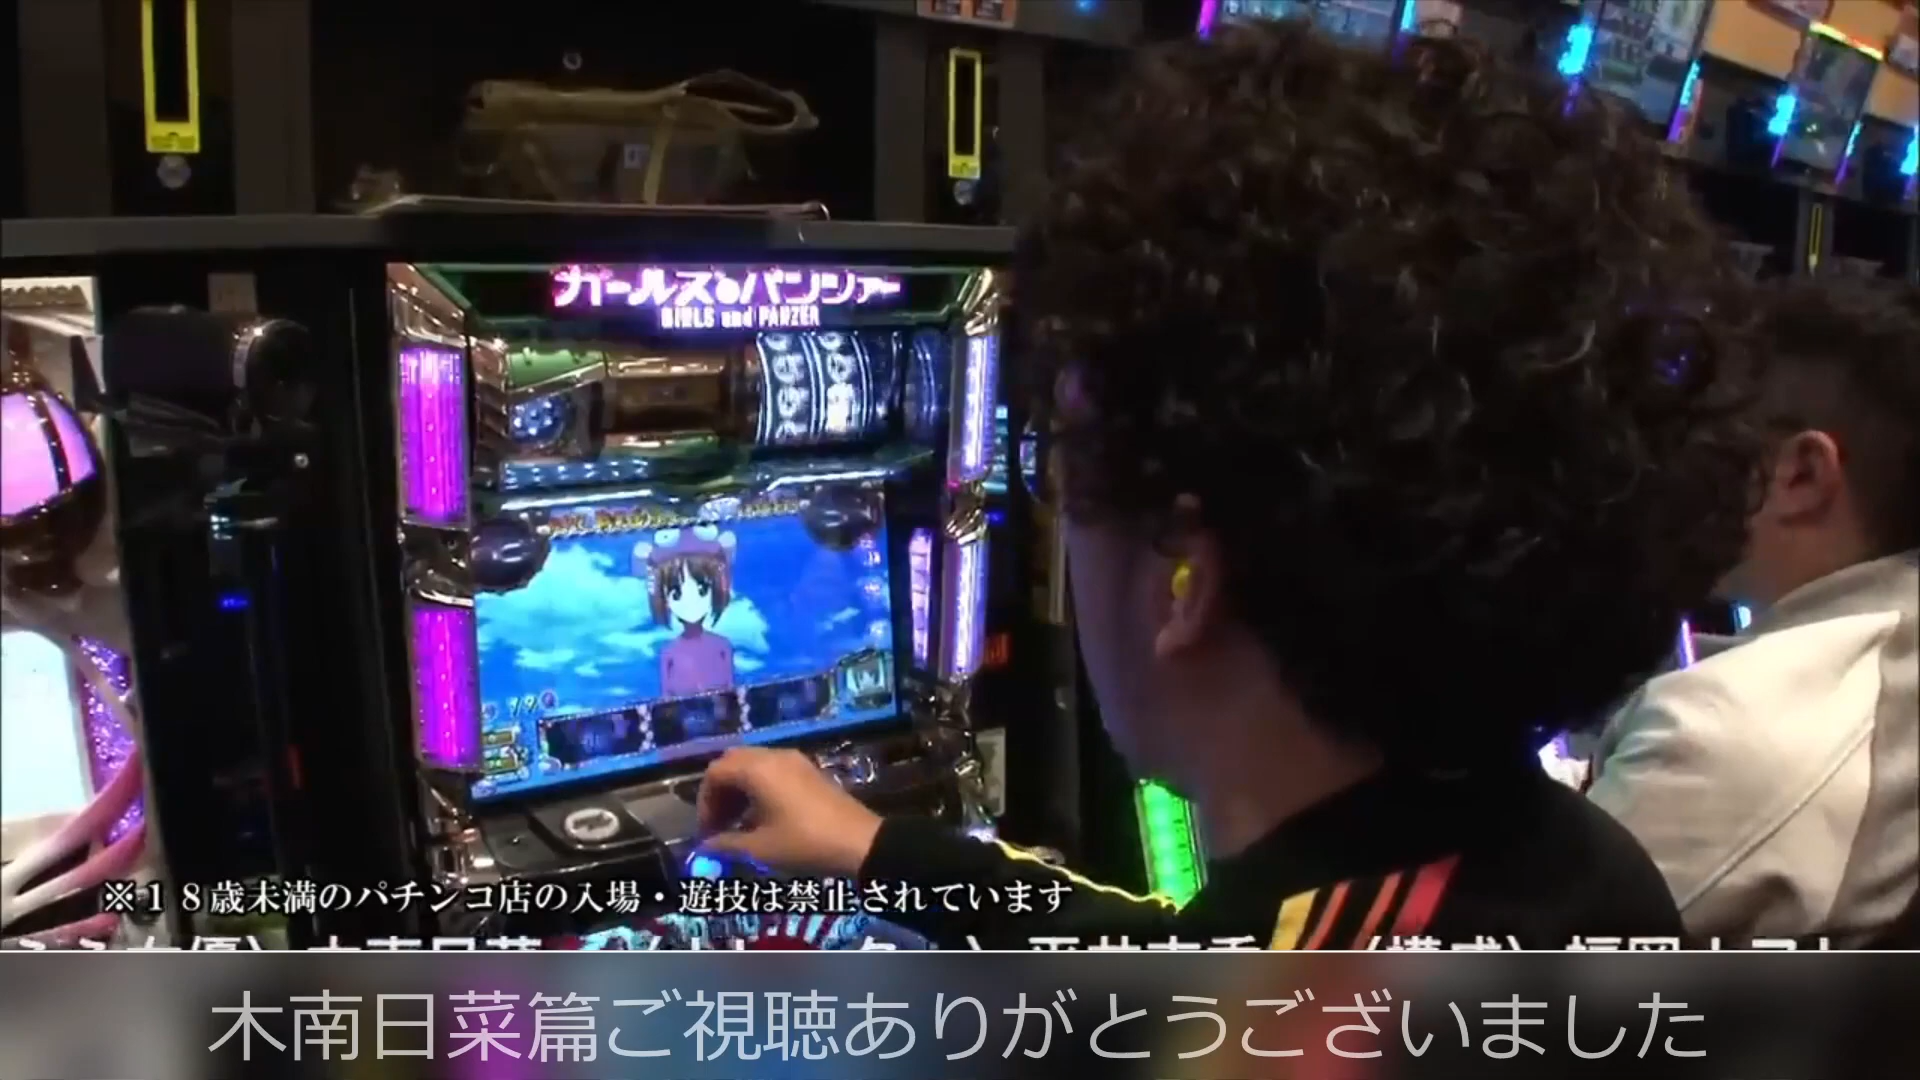 ガールズ&パンツァー
GIRLS und PANZER
※１８歳未満のパチンコ店の入場・遊技は禁止されています
木南日菜篇ご視聴ありがとうございました